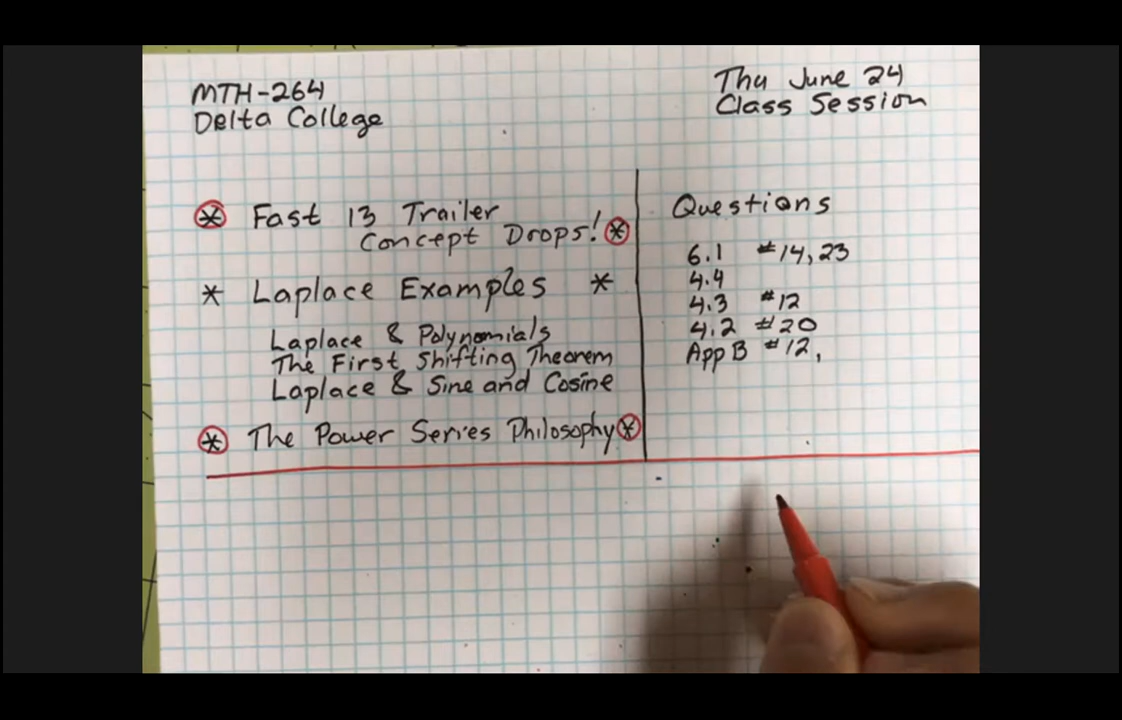 MTH-264
Delta College
Thu June 24
Class Session
⊛ Fast 13 Trailer
Concept Drops! ⊛
* Laplace Examples *
Laplace & Polynomials
The First Shifting Theorem
Laplace & Sine and Cosine
⊛ The Power Series Philosophy ⊛
Questions
6.1 #14, 23
4.4
4.3 #12
4.2 #20
App B #12,